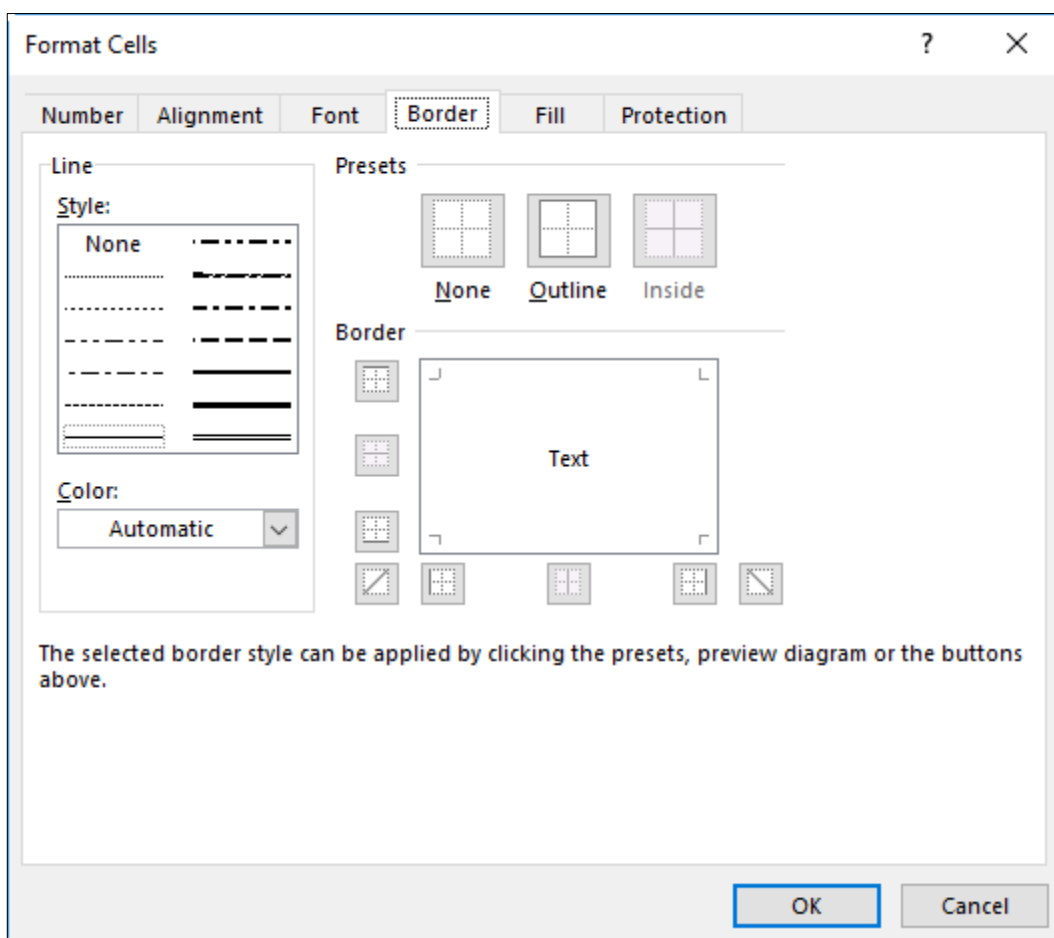 Format Cells ?
Number Alignment Font Border Fill Protection
Line
Style:
None
Color:
Automatic
Presets
None Outline Inside
Border
Text
The selected border style can be applied by clicking the presets, preview diagram or the buttons
above.
OK Cancel